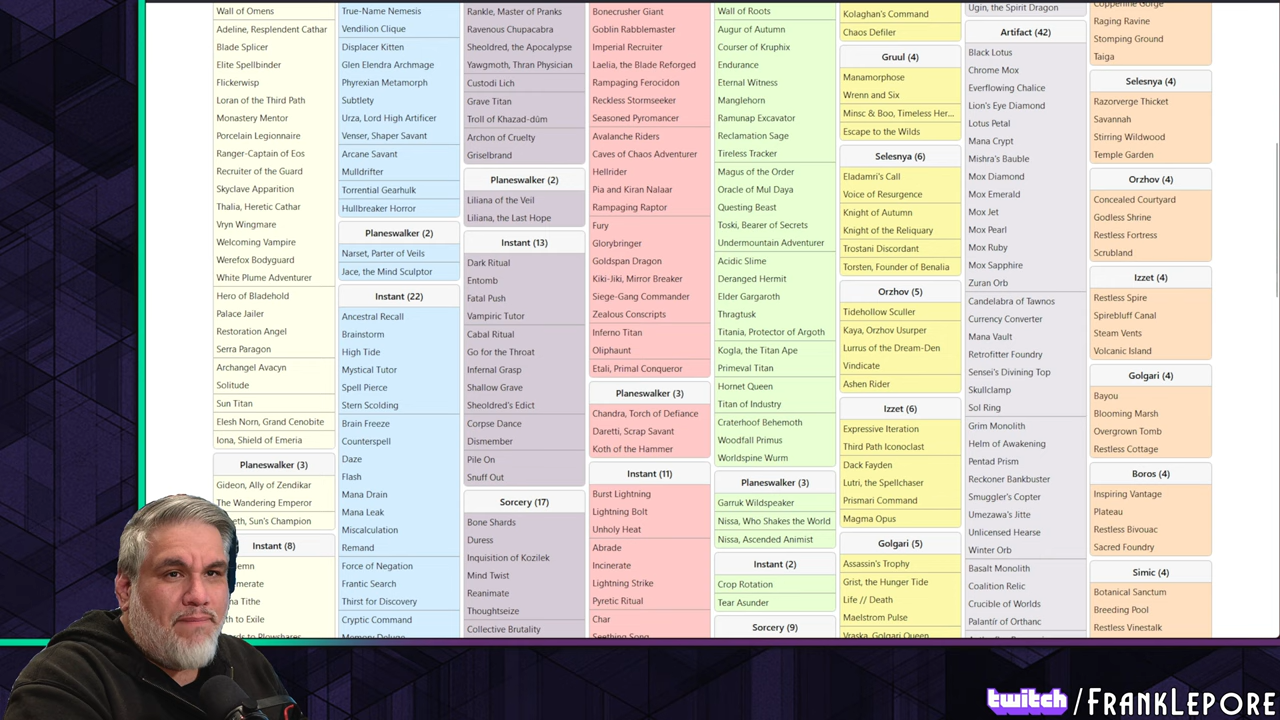 Wall of Omens
Adeline, Resplendent Cathar
Blade Splicer
Elite Spellbinder
Flickerwisp
Loran of the Third Path
Monastery Mentor
Porcelain Legionnaire
Ranger-Captain of Eos
Recruiter of the Guard
Skyclave Apparition
Thalia, Heretic Cathar
Vryn Wingmare
Welcoming Vampire
Werefox Bodyguard
White Plume Adventurer
Hero of Bladehold
Palace Jailer
Restoration Angel
Serra Paragon
Archangel Avacyn
Solitude
Sun Titan
Elesh Norn, Grand Cenobite
Iona, Shield of Emeria
Planeswalker (3)
Gideon, Ally of Zendikar
The Wandering Emperor
Sun's Champion
Instant (8)
True-Name Nemesis
Vendilion Clique
Displacer Kitten
Glen Elendra Archmage
Phyrexian Metamorph
Subtlety
Urza, Lord High Artificer
Venser, Shaper Savant
Arcane Savant
Mulldrifter
Torrential Gearhulk
Hullbreaker Horror
Planeswalker (2)
Narset, Parter of Veils
Jace, the Mind Sculptor
Instant (22)
Ancestral Recall
Brainstorm
High Tide
Mystical Tutor
Spell Pierce
Stern Scolding
Brain Freeze
Counterspell
Daze
Flash
Mana Drain
Mana Leak
Miscalculation
Remand
Force of Negation
Frantic Search
Thirst for Discovery
Cryptic Command
Memory Deluge
Rankle, Master of Pranks
Ravenous Chupacabra
Sheoldred, the Apocalypse
Yawgmoth, Thran Physician
Custodi Lich
Grave Titan
Troll of Khazad-dûm
Archon of Cruelty
Griselbrand
Planeswalker (2)
Liliana of the Veil
Liliana, the Last Hope
Instant (13)
Dark Ritual
Entomb
Fatal Push
Vampiric Tutor
Cabal Ritual
Go for the Throat
Infernal Grasp
Shallow Grave
Sheoldred's Edict
Corpse Dance
Dismember
Pile On
Snuff Out
Sorcery (17)
Bone Shards
Duress
Inquisition of Kozilek
Mind Twist
Reanimate
Thoughtseize
Collective Brutality
Bonecrusher Giant
Goblin Rabblemaster
Imperial Recruiter
Laelia, the Blade Reforged
Rampaging Ferocidon
Reckless Stormseeker
Seasoned Pyromancer
Avalanche Riders
Caves of Chaos Adventurer
Hellrider
Pia and Kiran Nalaar
Rampaging Raptor
Fury
Glorybringer
Goldspan Dragon
Kiki-Jiki, Mirror Breaker
Siege-Gang Commander
Zealous Conscripts
Inferno Titan
Oliphaunt
Etali, Primal Conqueror
Planeswalker (3)
Chandra, Torch of Defiance
Daretti, Scrap Savant
Koth of the Hammer
Instant (11)
Burst Lightning
Lightning Bolt
Unholy Heat
Abrade
Incinerate
Lightning Strike
Pyretic Ritual
Char
Seething Song
Wall of Roots
Augur of Autumn
Courser of Kruphix
Endurance
Eternal Witness
Manglehorn
Ramunap Excavator
Reclamation Sage
Tireless Tracker
Magus of the Order
Oracle of Mul Daya
Questing Beast
Toski, Bearer of Secrets
Undermountain Adventurer
Acidic Slime
Deranged Hermit
Elder Gargaroth
Thragtusk
Titania, Protector of Argoth
Kogla, the Titan Ape
Primeval Titan
Hornet Queen
Titan of Industry
Craterhoof Behemoth
Woodfall Primus
Worldspine Wurm
Planeswalker (3)
Garruk Wildspeaker
Nissa, Who Shakes the World
Nissa, Ascended Animist
Instant (2)
Crop Rotation
Tear Asunder
Sorcery (9)
Kolaghan's Command
Chaos Defiler
Gruul (4)
Manamorphose
Wrenn and Six
Minsc & Boo, Timeless Her...
Escape to the Wilds
Selesnya (6)
Eladamri's Call
Voice of Resurgence
Knight of Autumn
Knight of the Reliquary
Trostani Discordant
Torsten, Founder of Benalia
Orzhov (5)
Tidehollow Sculler
Kaya, Orzhov Usurper
Lurrus of the Dream-Den
Vindicate
Ashen Rider
Izzet (6)
Expressive Iteration
Third Path Iconoclast
Dack Fayden
Lutri, the Spellchaser
Prismari Command
Magma Opus
Golgari (5)
Assassin's Trophy
Grist, the Hunger Tide
Life // Death
Maelstrom Pulse
Vraska, Golgari Queen
Ugin, the Spirit Dragon
Artifact (42)
Black Lotus
Chrome Mox
Everflowing Chalice
Lion's Eye Diamond
Lotus Petal
Mana Crypt
Mishra's Bauble
Mox Diamond
Mox Emerald
Mox Jet
Mox Pearl
Mox Ruby
Mox Sapphire
Zuran Orb
Candelabra of Tawnos
Currency Converter
Mana Vault
Retrofitter Foundry
Sensei's Divining Top
Skullclamp
Sol Ring
Grim Monolith
Helm of Awakening
Pentad Prism
Reckoner Bankbuster
Smuggler's Copter
Umezawa's Jitte
Unlicensed Hearse
Winter Orb
Basalt Monolith
Coalition Relic
Crucible of Worlds
Palantír of Orthanc
Copperline Gorge
Raging Ravine
Stomping Ground
Taiga
Selesnya (4)
Razorverge Thicket
Savannah
Stirring Wildwood
Temple Garden
Orzhov (4)
Concealed Courtyard
Godless Shrine
Restless Fortress
Scrubland
Izzet (4)
Restless Spire
Spirebluff Canal
Steam Vents
Volcanic Island
Golgari (4)
Bayou
Blooming Marsh
Overgrown Tomb
Restless Cottage
Boros (4)
Inspiring Vantage
Plateau
Restless Bivouac
Sacred Foundry
Simic (4)
Botanical Sanctum
Breeding Pool
Restless Vinestalk
twitch /FRANKLEPORE